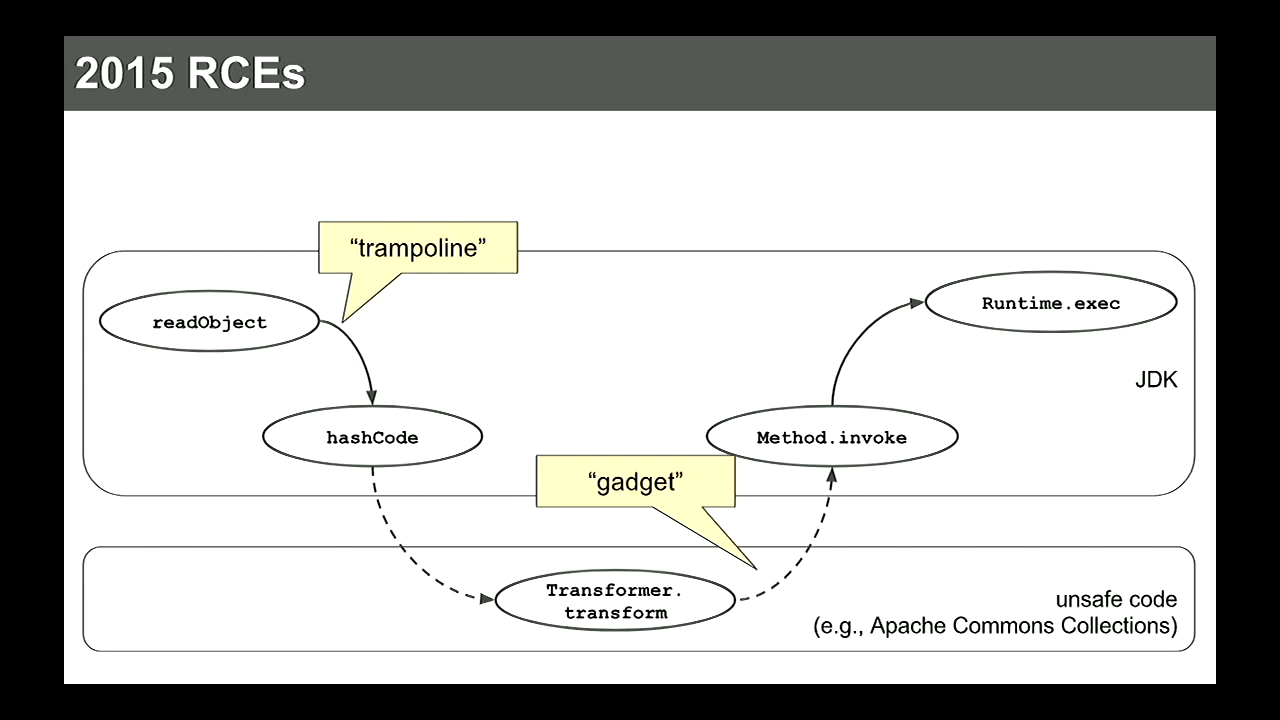 2015 RCEs
“trampoline”
readObject
Runtime.exec
JDK
hashCode
Method.invoke
“gadget”
Transformer.
transform
unsafe code
(e.g., Apache Commons Collections)